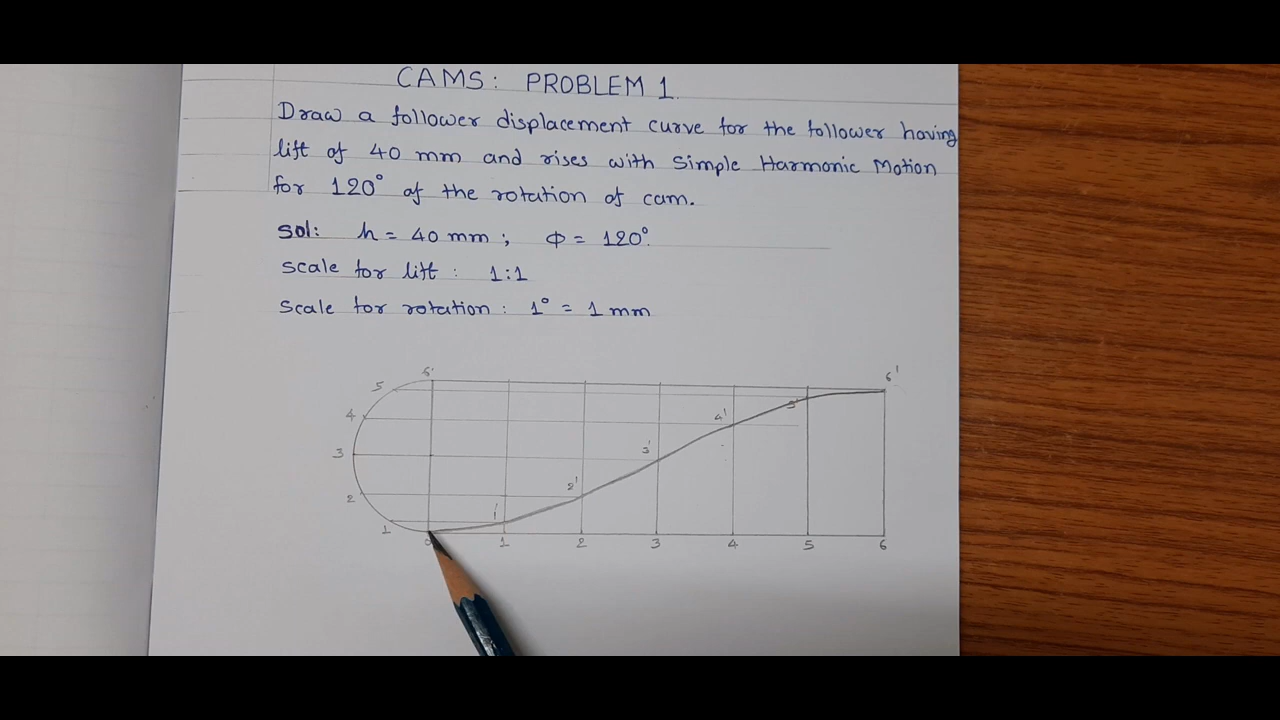 CAMS: PROBLEM 1.
Draw a follower displacement curve for the follower having
lift of 40 mm and rises with Simple Harmonic Motion
for 120° of the rotation of cam.
Sol: h = 40 mm ; Φ = 120°.
Scale for lift : 1:1
Scale for rotation : 1° = 1 mm
6'
6'
5
5'
4
4'
3
3'
2
2'
1
1'
0 1 2 3 4 5 6